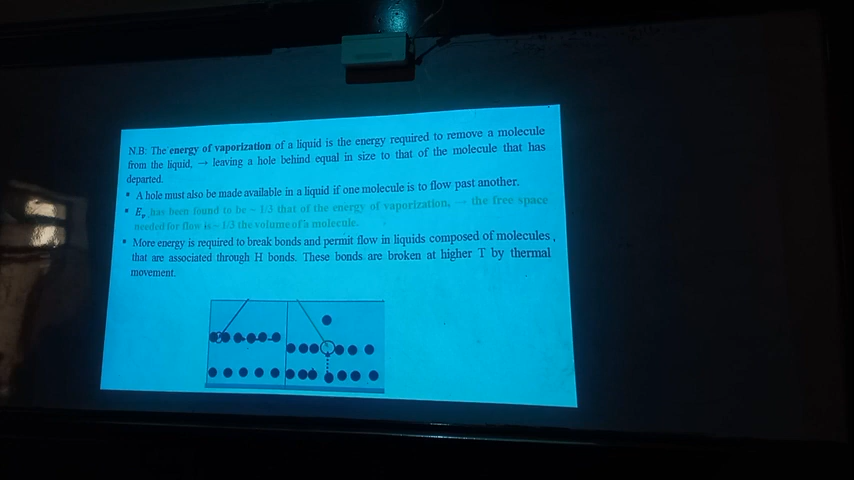 N.B: The energy of vaporization of a liquid is the energy required to remove a molecule
from the liquid, → leaving a hole behind equal in size to that of the molecule that has
departed.
▪ A hole must also be made available in a liquid if one molecule is to flow past another.
▪ Ev has been found to be ~ 1/3 that of the energy of vaporization, → the free space
needed for flow is ~ 1/3 the volume of a molecule.
▪ More energy is required to break bonds and permit flow in liquids composed of molecules ,
that are associated through H bonds. These bonds are broken at higher T by thermal
movement.